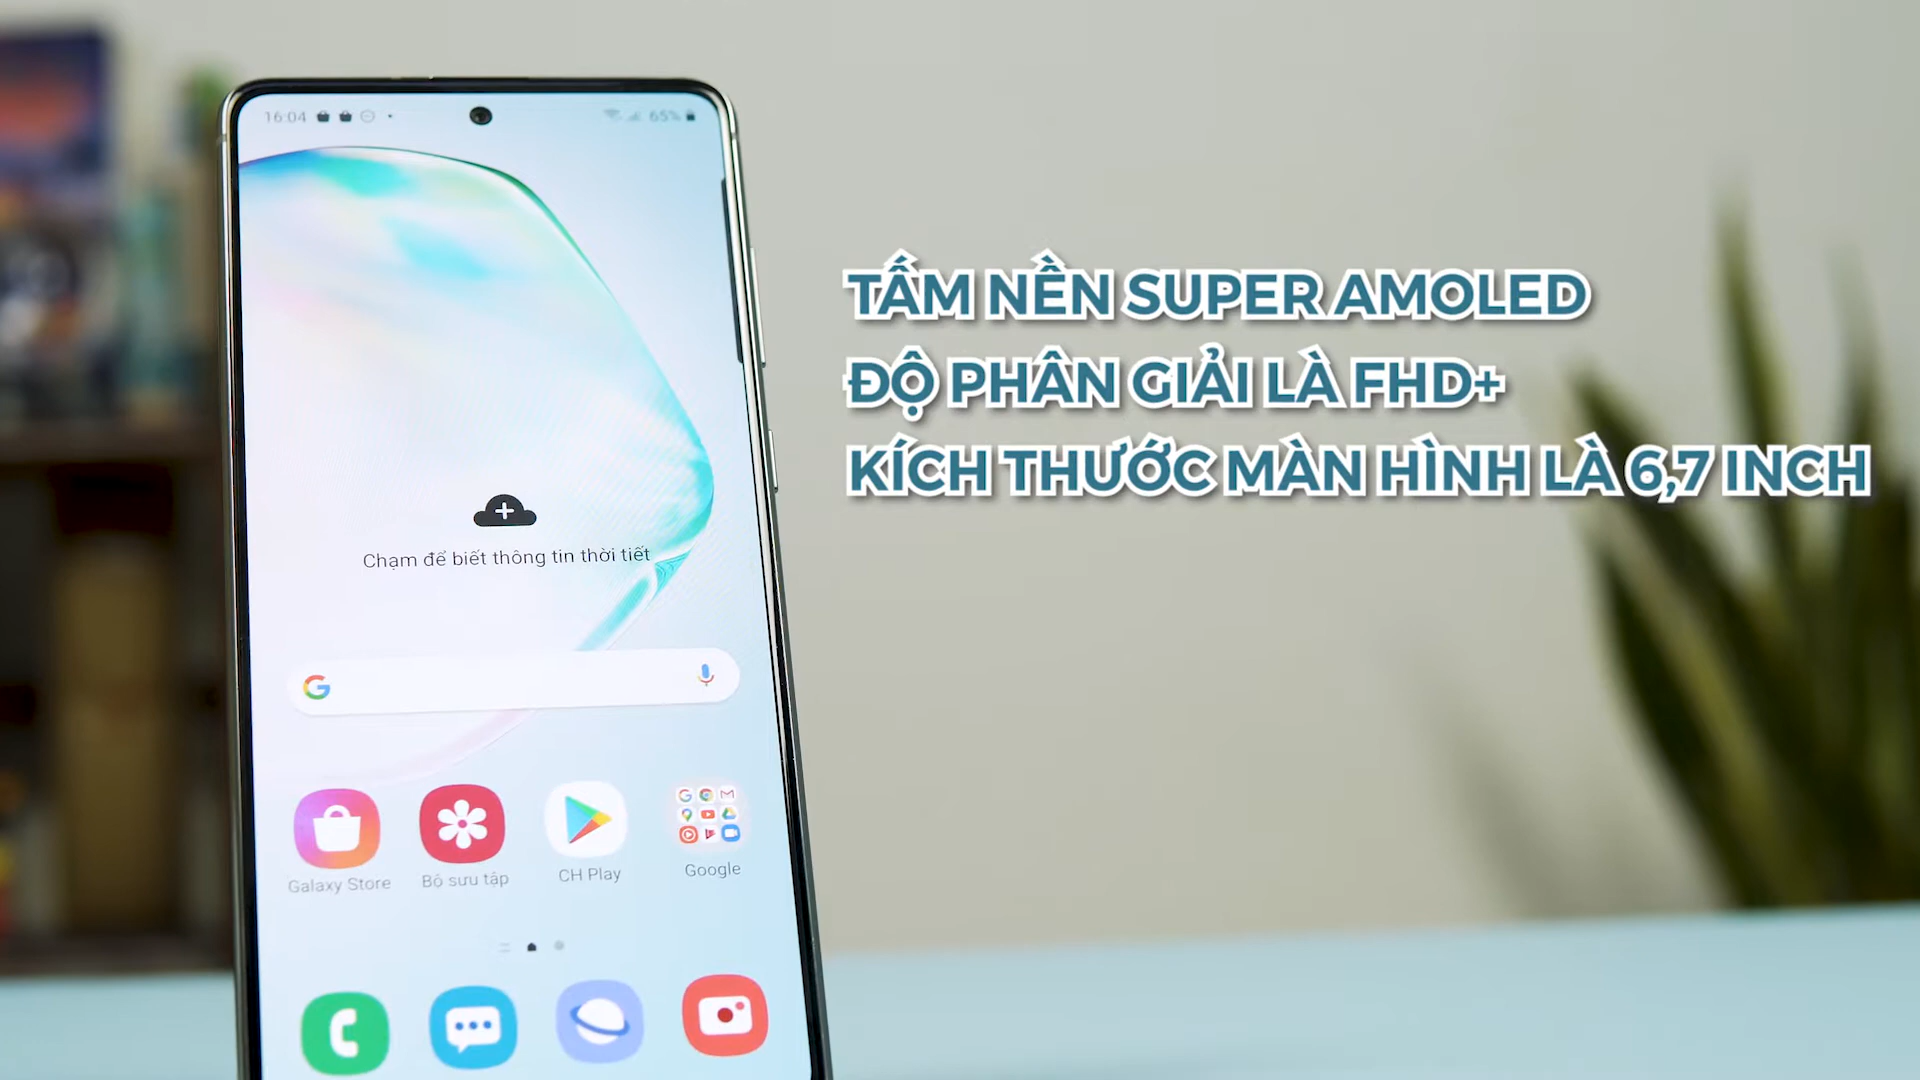 16:04
65%
TẤM NỀN SUPER AMOLED
ĐỘ PHÂN GIẢI LÀ FHD+
KÍCH THƯỚC MÀN HÌNH LÀ 6,7 INCH
Chạm để biết thông tin thời tiết
Galaxy Store
Bộ sưu tập
CH Play
Google